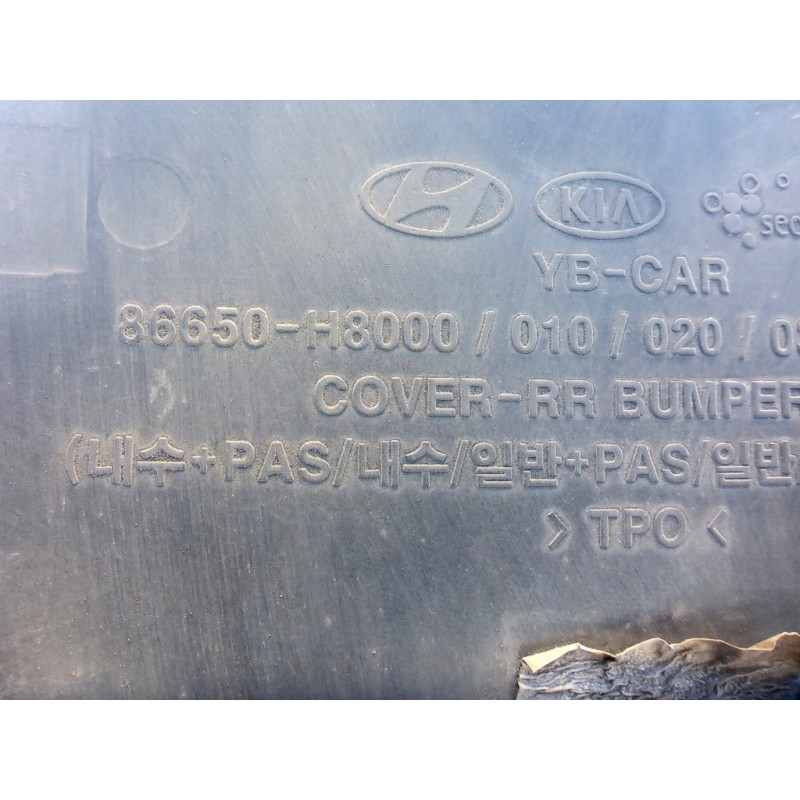 KIA
YB-CAR
86650-H8000 / 010 / 020 /
COVER-RR BUMPER
(내수+PAS/내수/일반+PAS/일반
> TPO <